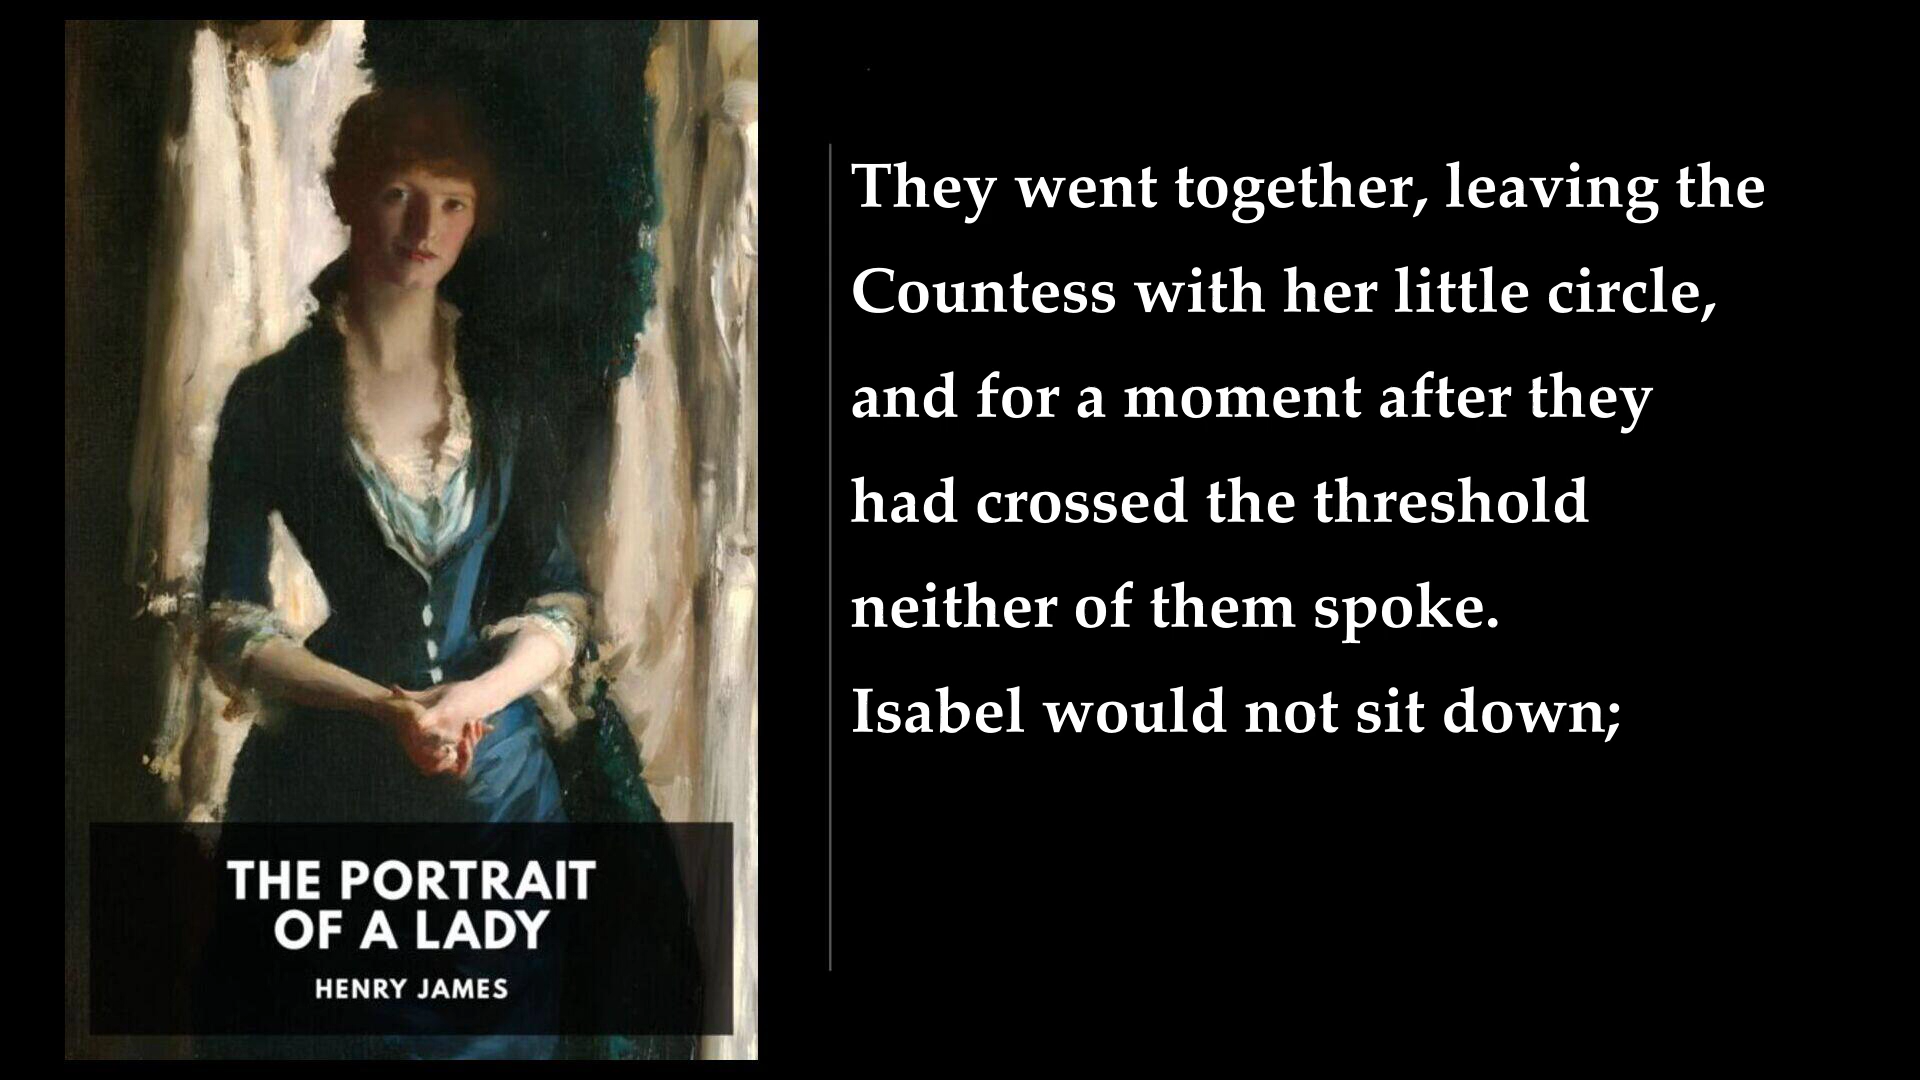 THE PORTRAIT
OF A LADY
HENRY JAMES
They went together, leaving the
Countess with her little circle,
and for a moment after they
had crossed the threshold
neither of them spoke.
Isabel would not sit down;